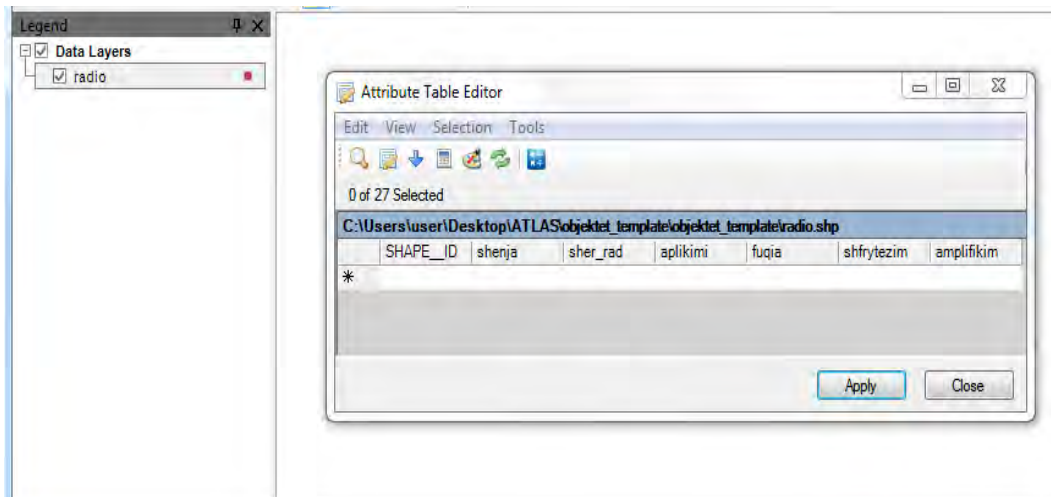 Legend
Data Layers
radio
Attribute Table Editor
Edit View Selection Tools
0 of 27 Selected
C:\Users\user\Desktop\ATLAS\objektet_template\objektet_template\radio.shp
SHAPE__ID shenja sher_rad aplikimi fuqia shfrytezim amplifikim
Apply Close